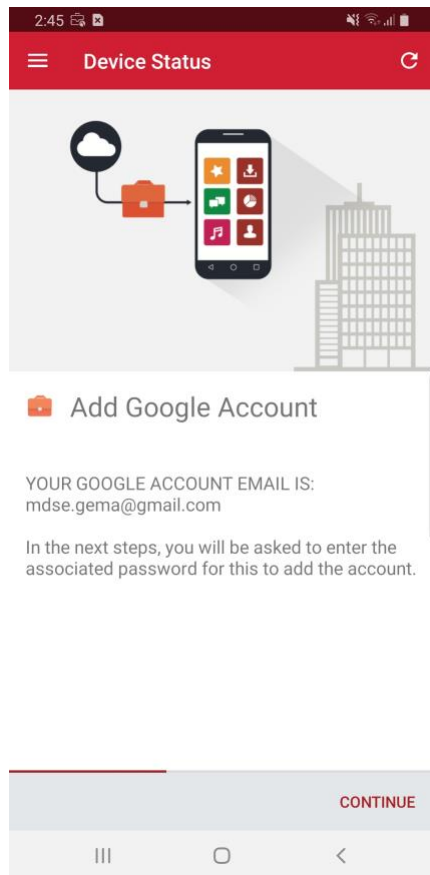 2:45
Device Status
Add Google Account
YOUR GOOGLE ACCOUNT EMAIL IS:
mdse.gema@gmail.com
In the next steps, you will be asked to enter the
associated password for this to add the account.
CONTINUE